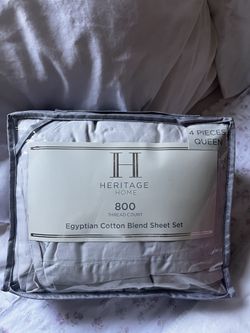 4 PIECES
QUEEN
H
HERITAGE
HOME
800
THREAD COUNT
Egyptian Cotton Blend Sheet Set